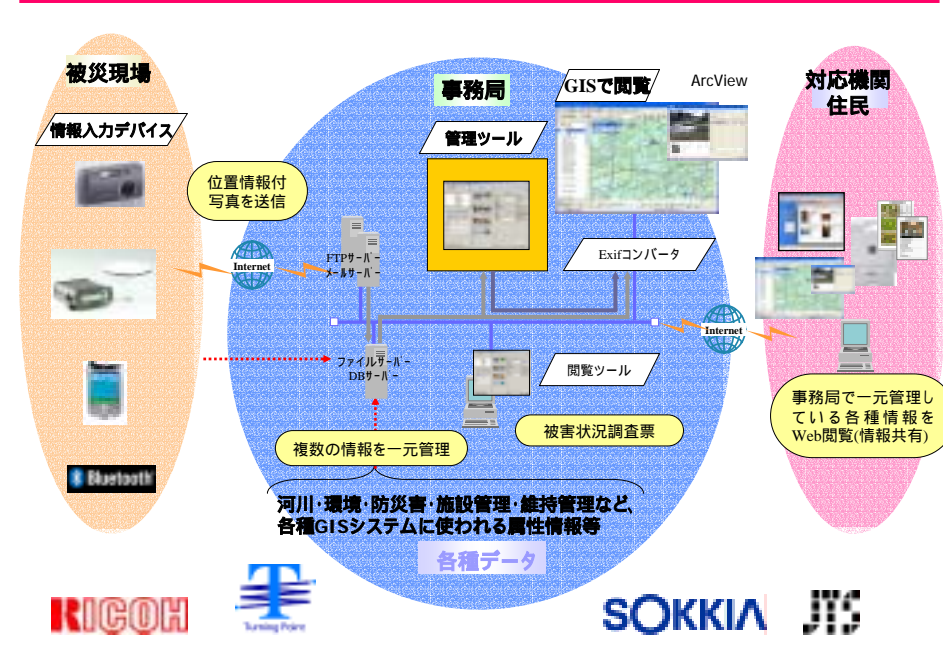 被災現場
情報入力デバイス
位置情報付
写真を送信
Internet
Bluetooth
事務局
管理ツール
GISで閲覧
ArcView
FTPサーバー
メールサーバー
Exifコンバータ
ファイルサーバー
DBサーバー
閲覧ツール
被害状況調査票
複数の情報を一元管理
河川・環境・防災害・施設管理・維持管理など、
各種GISシステムに使われる属性情報等
各種データ
対応機関
住民
Internet
事務局で一元管理し
ている各種情報を
Web閲覧(情報共有)
RICOH
Turning Point
SOKKIA
JTS